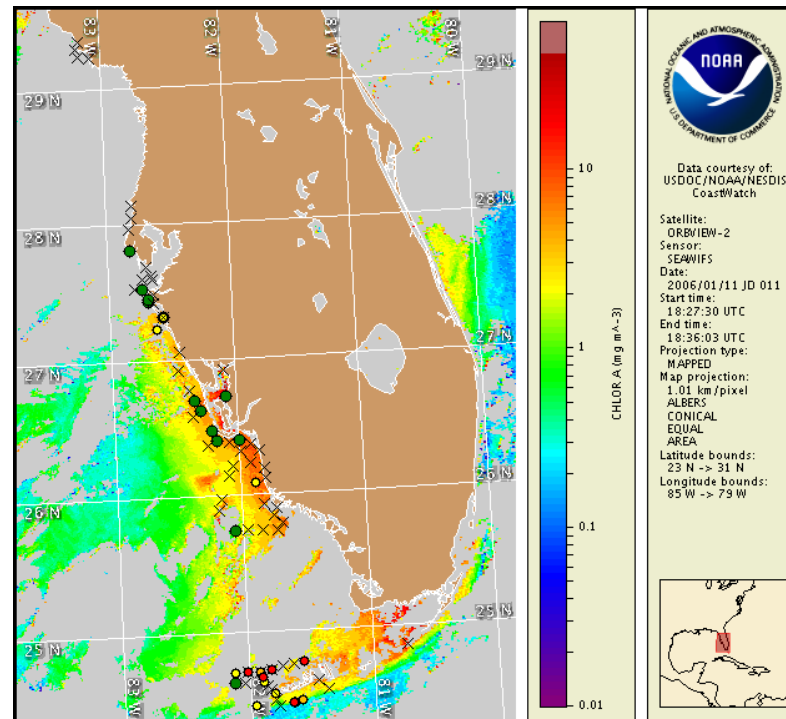 83 W
82 W
81 W
80 W
29 N
29 N
28 N
28 N
27 N
27 N
26 N
26 N
25 N
25 N
83 W
82 W
81 W
CHLOR A (mg m^-3)
10
1
0.1
0.01
NATIONAL OCEANIC AND ATMOSPHERIC ADMINISTRATION
NOAA
U.S. DEPARTMENT OF COMMERCE
Data courtesy of:
USDOC/NOAA/NESDIS
CoastWatch
Satellite:
ORBVIEW-2
Sensor:
SEAWIFS
Date:
2006/01/11 JD 011
Start time:
18:27:30 UTC
End time:
18:36:03 UTC
Projection type:
MAPPED
Map projection:
1.01 km/pixel
ALBERS
CONICAL
EQUAL
AREA
Latitude bounds:
23 N -> 31 N
Longitude bounds:
85 W -> 79 W